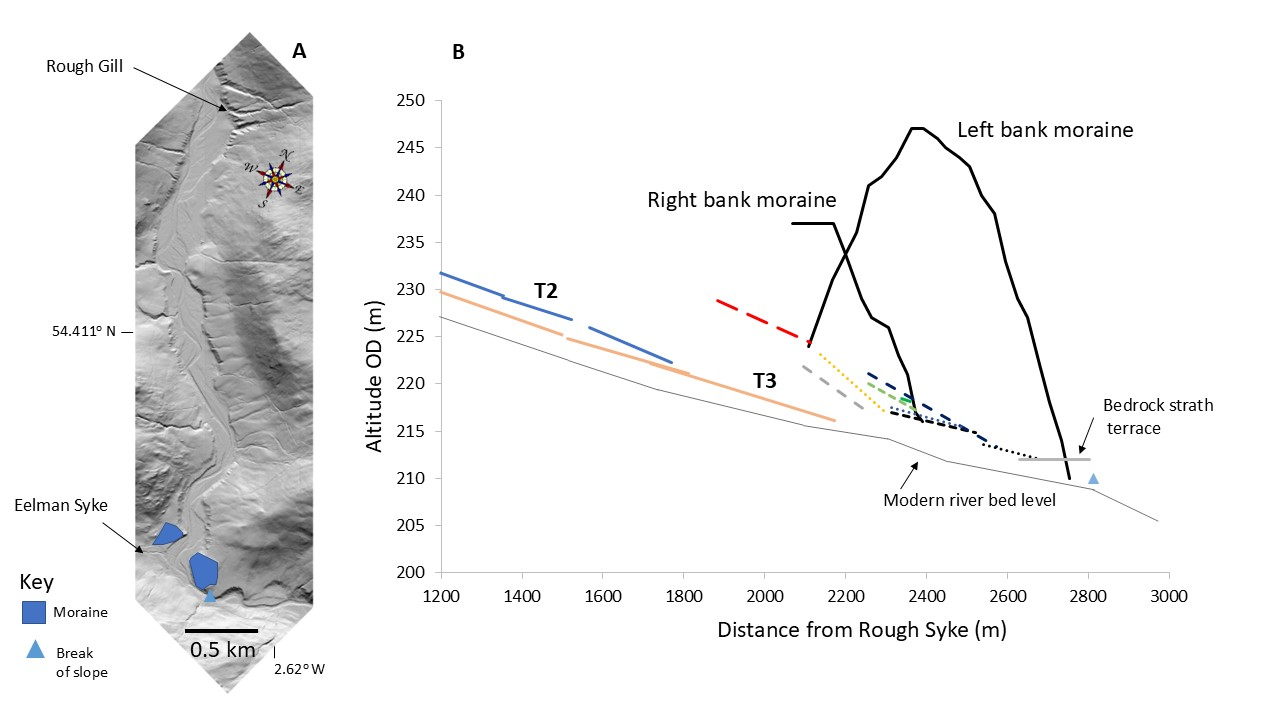 A
Rough Gill
N
W
E
S
54.411° N
Eelman Syke
Key
Moraine
Break
of slope
0.5 km
2.62° W
B
250
245
240
235
230
225
220
215
210
205
200
Altitude OD (m)
Left bank moraine
Right bank moraine
T2
T3
Bedrock strath
terrace
Modern river bed level
1200
1400
1600
1800
2000
2200
2400
2600
2800
3000
Distance from Rough Syke (m)